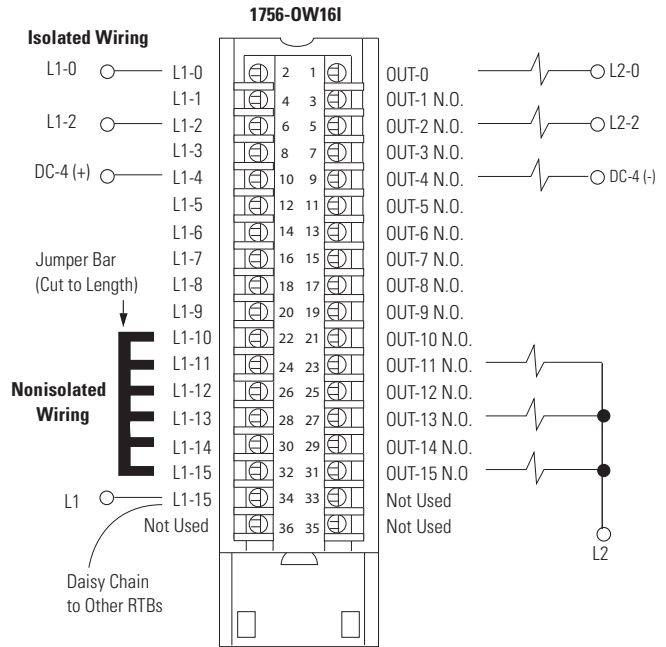 1756-OW16I
Isolated Wiring
L1-0 L1-0 2 1 OUT-0 L2-0
L1-1 4 3 OUT-1 N.O.
L1-2 L1-2 6 5 OUT-2 N.O. L2-2
L1-3 8 7 OUT-3 N.O.
DC-4 (+) L1-4 10 9 OUT-4 N.O. DC-4 (-)
L1-5 12 11 OUT-5 N.O.
L1-6 14 13 OUT-6 N.O.
L1-7 16 15 OUT-7 N.O.
L1-8 18 17 OUT-8 N.O.
L1-9 20 19 OUT-9 N.O.
Jumper Bar
(Cut to Length)
L1-10 22 21 OUT-10 N.O.
L1-11 24 23 OUT-11 N.O.
L1-12 26 25 OUT-12 N.O.
L1-13 28 27 OUT-13 N.O.
L1-14 30 29 OUT-14 N.O.
L1-15 32 31 OUT-15 N.O
Nonisolated
Wiring
L1 L1-15 34 33 Not Used
Not Used 36 35 Not Used
L2
Daisy Chain
to Other RTBs